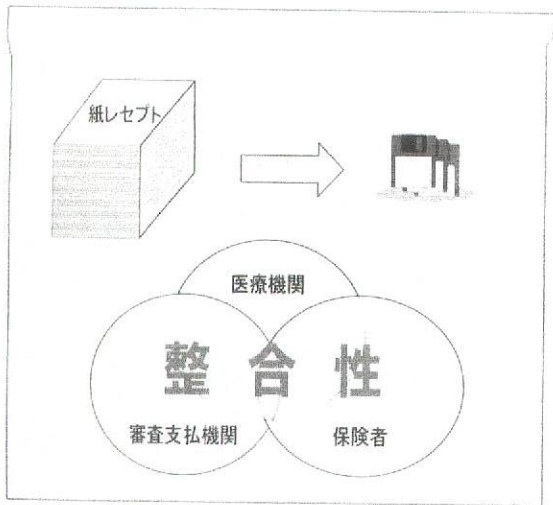 紙レセプト
医療機関
整合性
審査支払機関
保険者